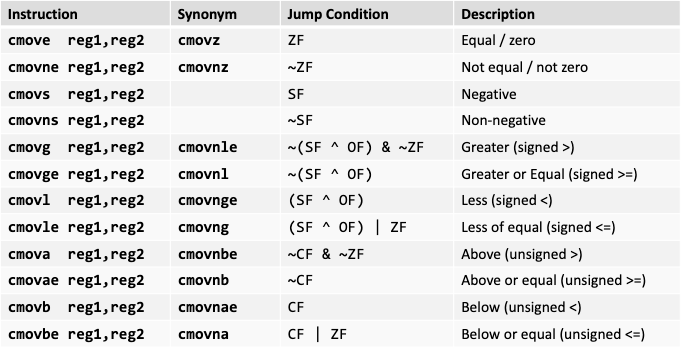 Instruction Synonym Jump Condition Description
cmove reg1,reg2 cmovz ZF Equal / zero
cmovne reg1,reg2 cmovnz ~ZF Not equal / not zero
cmovs reg1,reg2 SF Negative
cmovns reg1,reg2 ~SF Non-negative
cmovg reg1,reg2 cmovnle ~(SF ^ OF) & ~ZF Greater (signed >)
cmovge reg1,reg2 cmovnl ~(SF ^ OF) Greater or Equal (signed >=)
cmovl reg1,reg2 cmovnge (SF ^ OF) Less (signed <)
cmovle reg1,reg2 cmovng (SF ^ OF) | ZF Less of equal (signed <=)
cmova reg1,reg2 cmovnbe ~CF & ~ZF Above (unsigned >)
cmovae reg1,reg2 cmovnb ~CF Above or equal (unsigned >=)
cmovb reg1,reg2 cmovnae CF Below (unsigned <)
cmovbe reg1,reg2 cmovna CF | ZF Below or equal (unsigned <=)